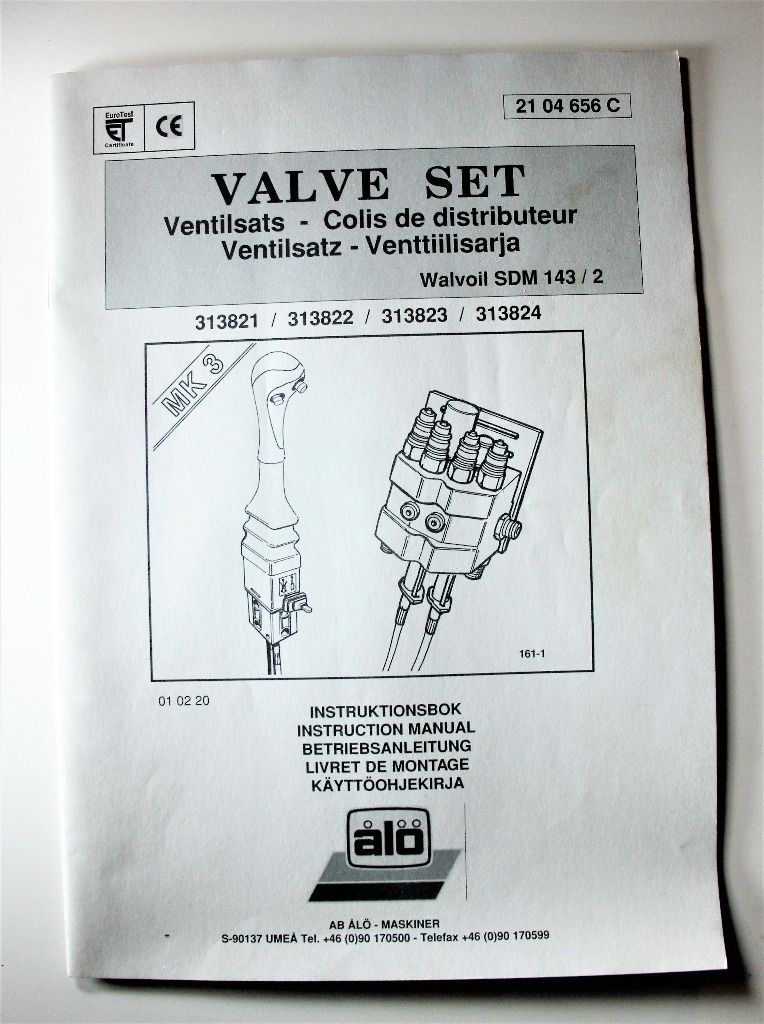 EuroTest
ET
Certificate
CE
21 04 656 C
VALVE SET
Ventilsats - Colis de distributeur
Ventilsatz - Venttiilisarja
Walvoil SDM 143 / 2
313821 / 313822 / 313823 / 313824
MK 3
161-1
01 02 20
INSTRUKTIONSBOK
INSTRUCTION MANUAL
BETRIEBSANLEITUNG
LIVRET DE MONTAGE
KÄYTTÖOHJEKIRJA
ålö
AB ÅLÖ - MASKINER
S-90137 UMEÅ Tel. +46 (0)90 170500 - Telefax +46 (0)90 170599